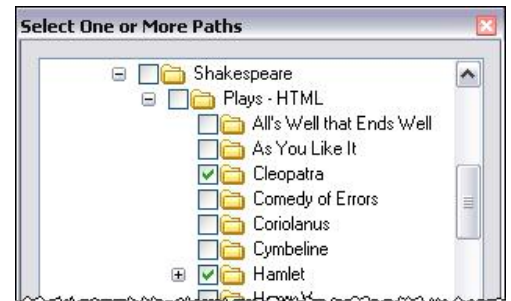 Select One or More Paths
Shakespeare
Plays - HTML
All's Well that Ends Well
As You Like It
Cleopatra
Comedy of Errors
Coriolanus
Cymbeline
Hamlet